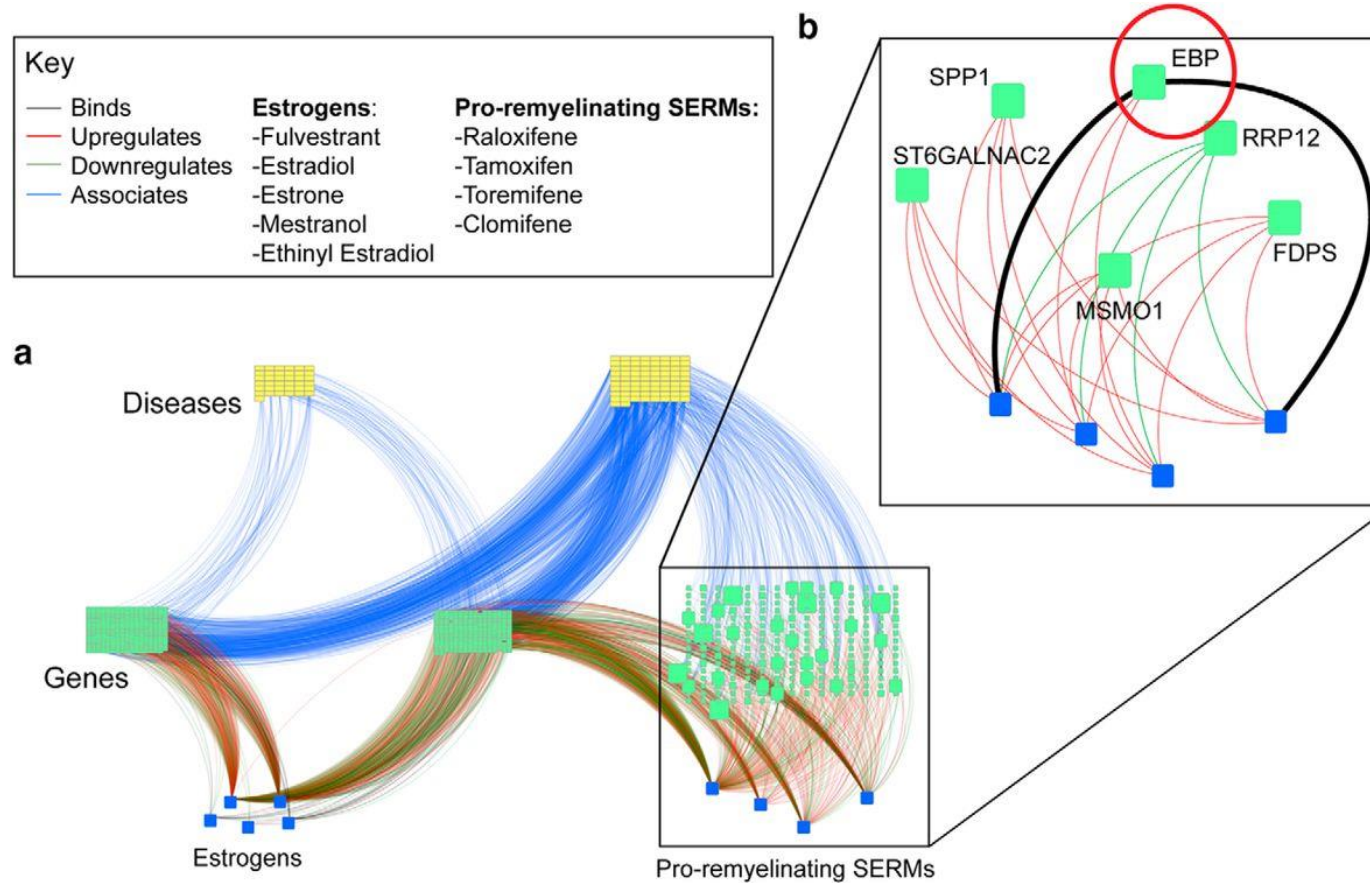 b
Key
Binds
Upregulates
Downregulates
Associates
Estrogens:
-Fulvestrant
-Estradiol
-Estrone
-Mestranol
-Ethinyl Estradiol
Pro-remyelinating SERMs:
-Raloxifene
-Tamoxifen
-Toremifene
-Clomifene
EBP
SPP1
RRP12
ST6GALNAC2
FDPS
MSMO1
a
Diseases
Genes
Estrogens
Pro-remyelinating SERMs